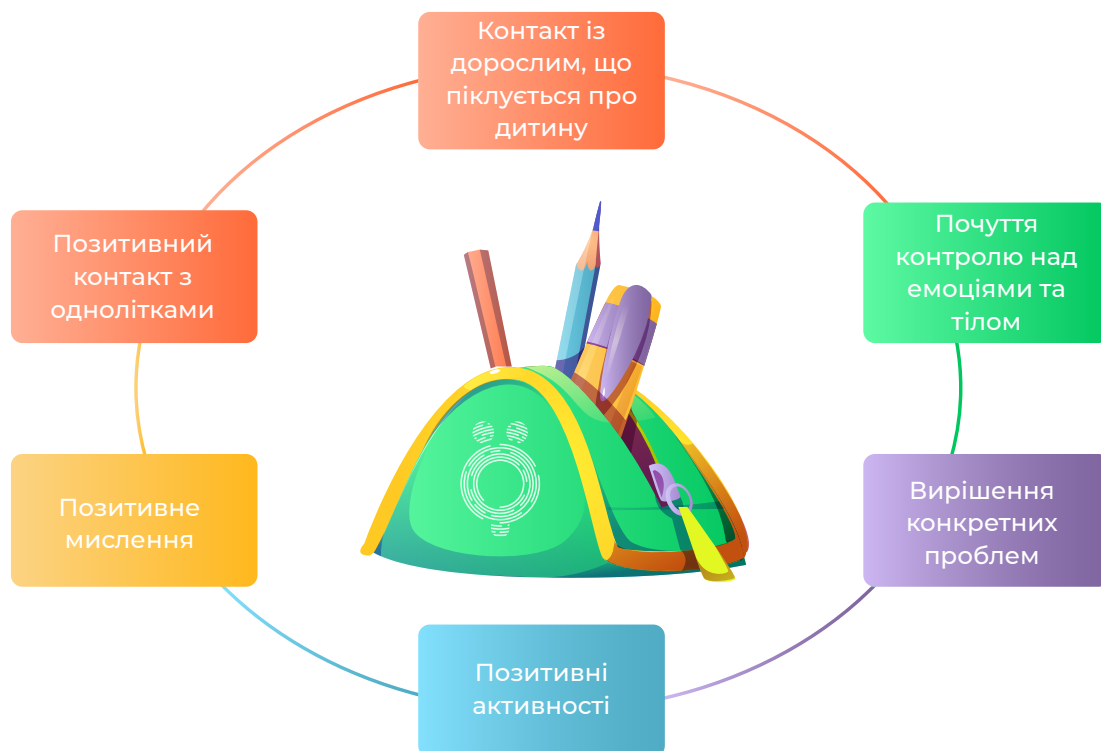 Контакт із
дорослим, що
піклується про
дитину
Почуття
контролю над
емоціями та
тілом
Вирішення
конкретних
проблем
Позитивні
активності
Позитивне
мислення
Позитивний
контакт з
однолітками